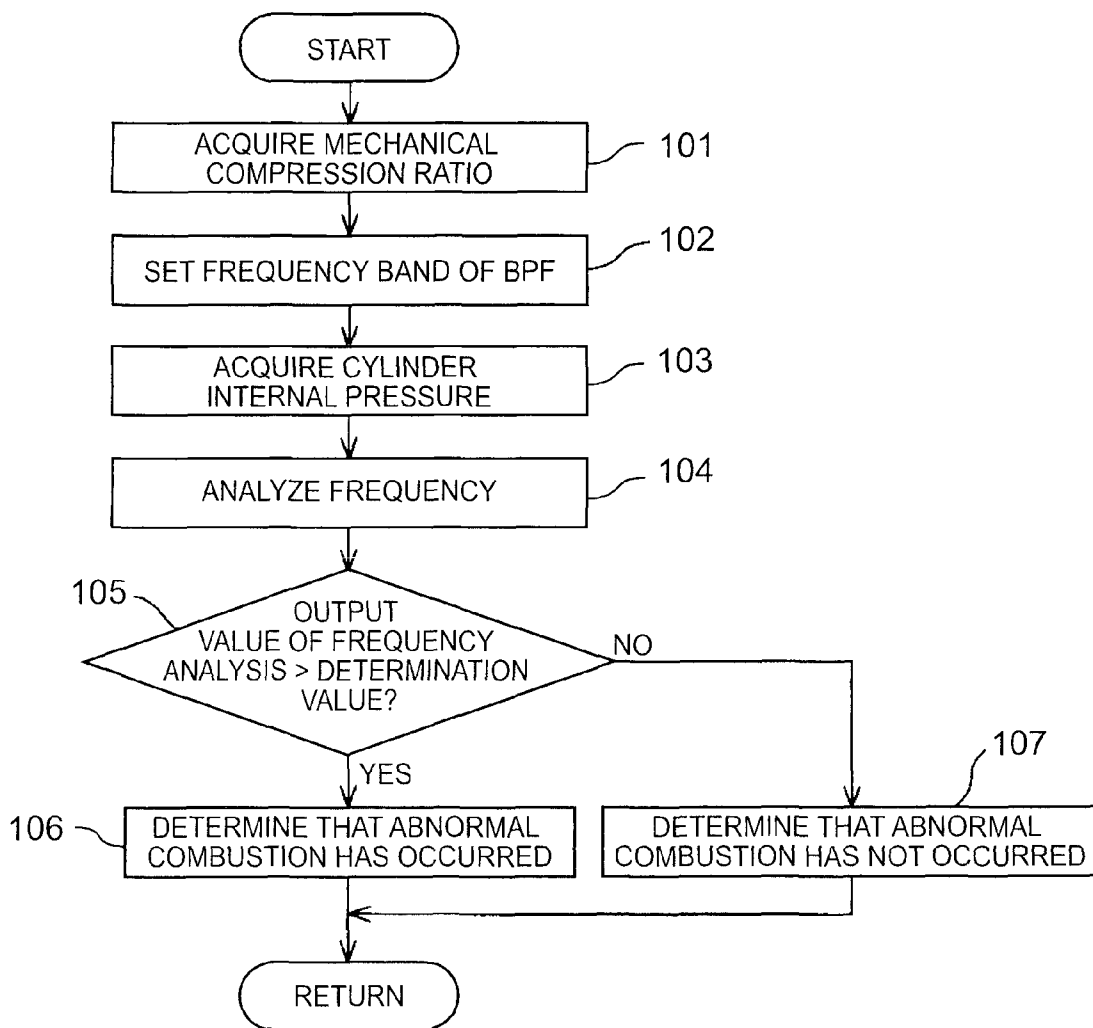 START
ACQUIRE MECHANICAL
COMPRESSION RATIO
101
SET FREQUENCY BAND OF BPF
102
ACQUIRE CYLINDER
INTERNAL PRESSURE
103
ANALYZE FREQUENCY
104
105
OUTPUT
VALUE OF FREQUENCY
ANALYSIS > DETERMINATION
VALUE?
NO
YES
106
DETERMINE THAT ABNORMAL
COMBUSTION HAS OCCURRED
107
DETERMINE THAT ABNORMAL
COMBUSTION HAS NOT OCCURRED
RETURN